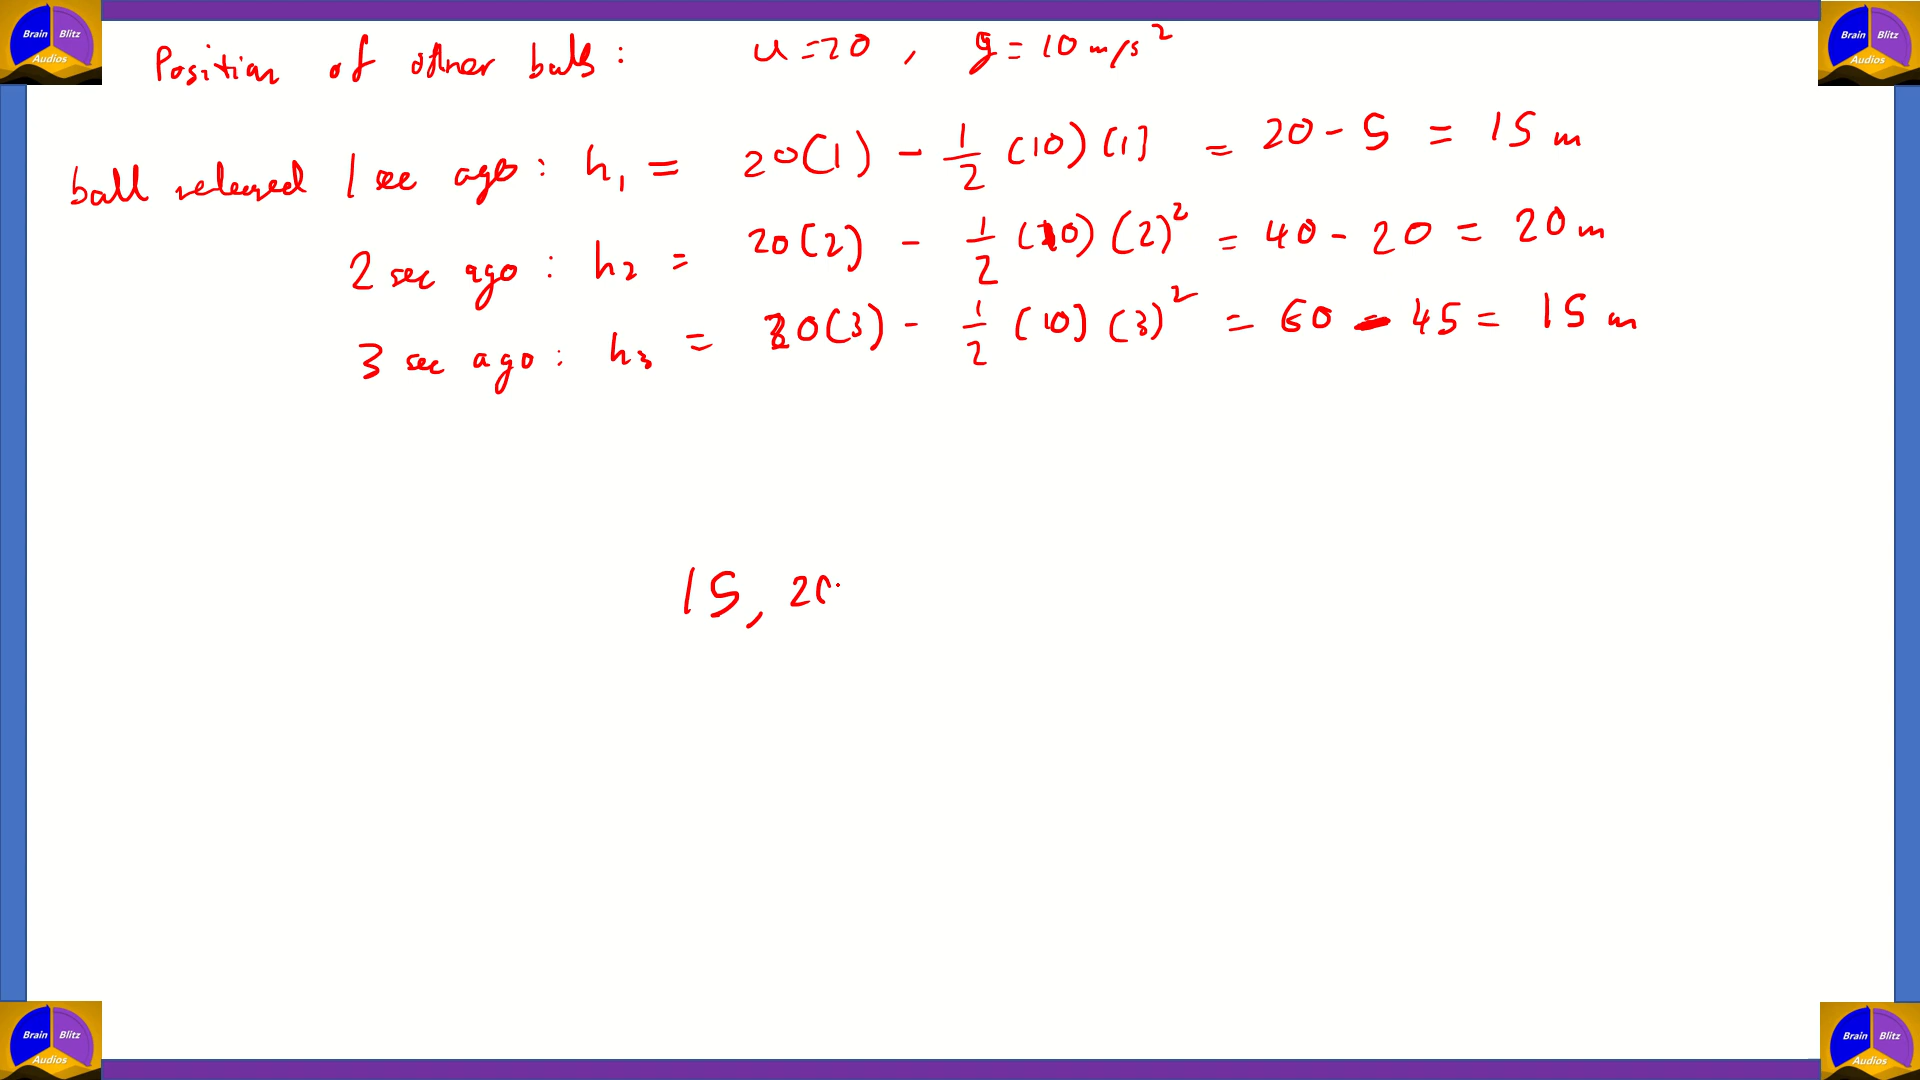 Brain Blitz Audios
Brain Blitz Audios
Position of other balls : u = 20 , g = 10 m/s²
ball released 1 sec ago : h₁ = 20(1) - 1/2 (10)(1) = 20 - 5 = 15 m
2 sec ago : h₂ = 20(2) - 1/2 (10)(2)² = 40 - 20 = 20 m
3 sec ago : h₃ = 20(3) - 1/2 (10)(3)² = 60 - 45 = 15 m
15, 20
Brain Blitz Audios
Brain Blitz Audios